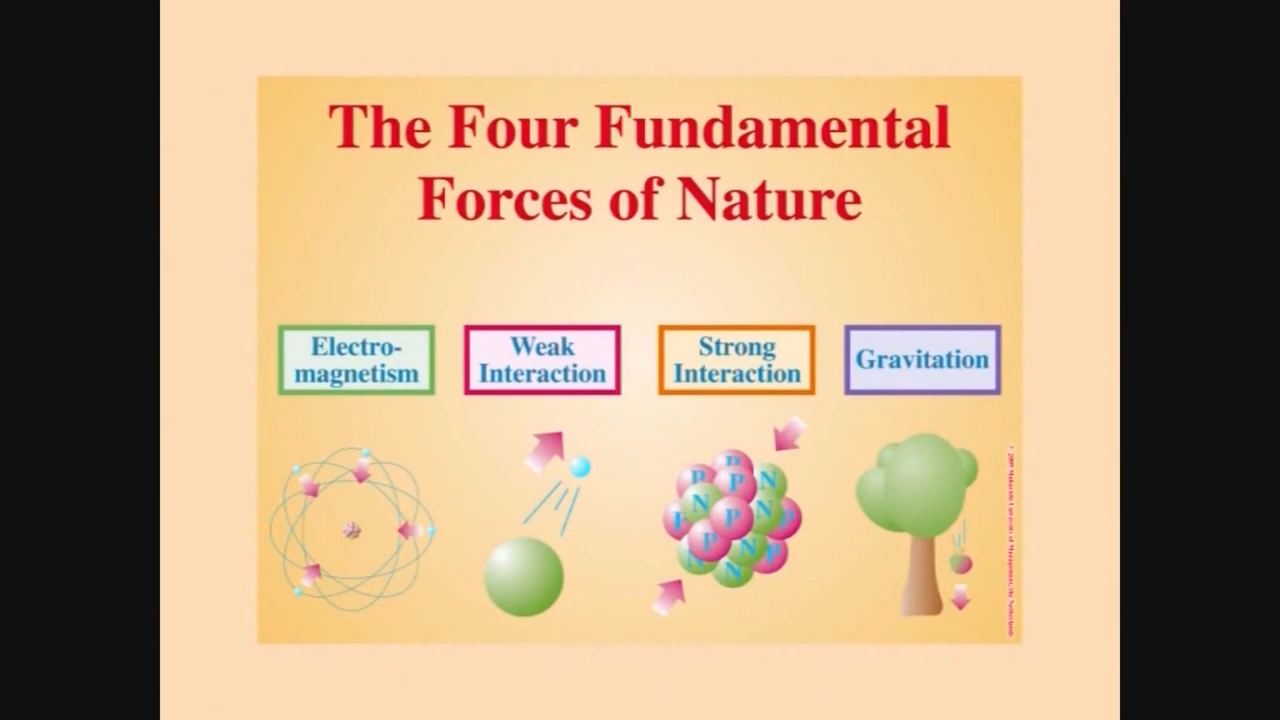 The Four Fundamental
Forces of Nature
Electro-
magnetism
Weak
Interaction
Strong
Interaction
Gravitation
P
P
P
N
N
N
P
P
P
P
N
N
P
N